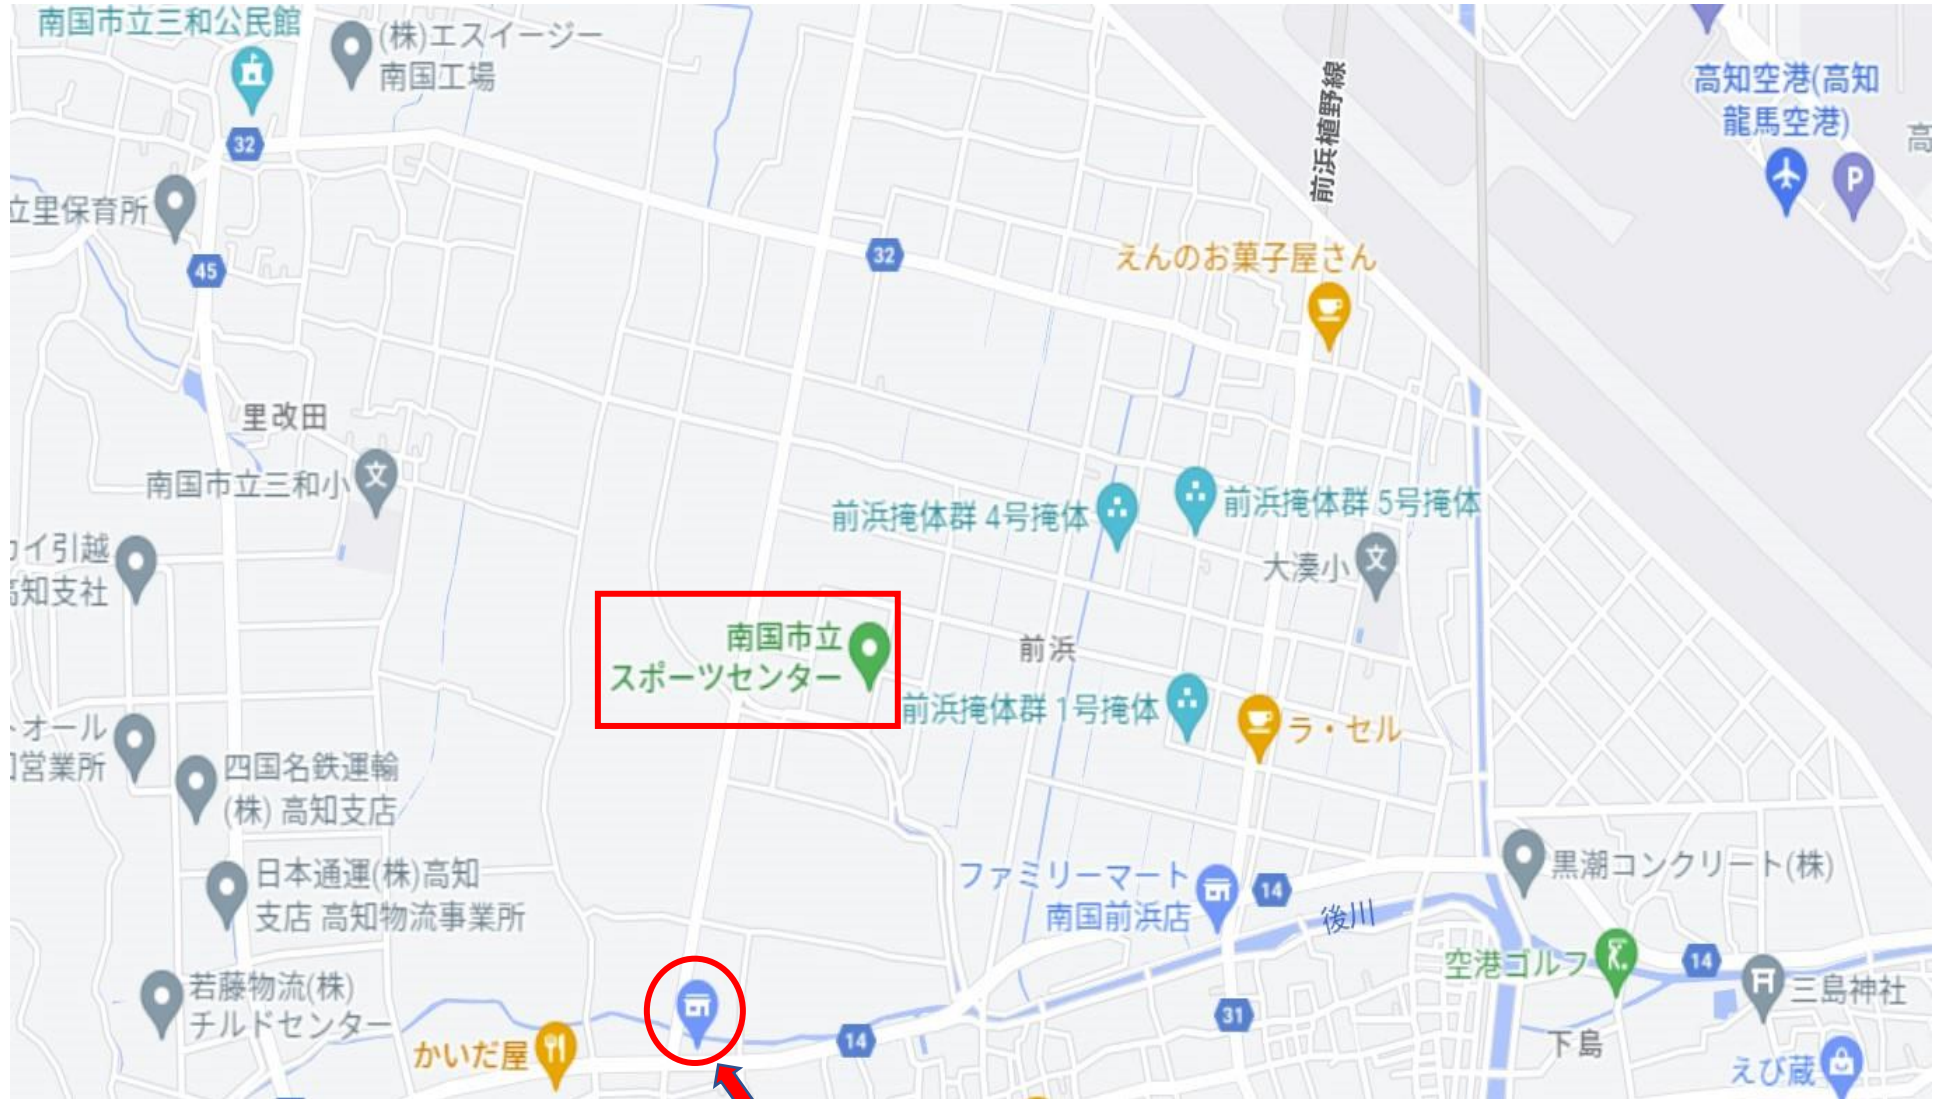 南国市立三和公民館
(株)エスイージー
南国工場
32
立里保育所
45
32
前浜植野線
高知空港(高知
龍馬空港)
P
高
えんのお菓子屋さん
里改田
南国市立三和小
文
前浜掩体群 4号掩体
前浜掩体群 5号掩体
大湊小
文
イ引越
知支社
南国市立
スポーツセンター
前浜
前浜掩体群 1号掩体
ラ・セル
オール
営業所
四国名鉄運輸
(株) 高知支店
日本通運(株)高知
支店 高知物流事業所
ファミリーマート
南国前浜店
14
後川
黒潮コンクリート(株)
空港ゴルフ
14
三島神社
若藤物流(株)
チルドセンター
かいだ屋
14
31
下島
えび蔵